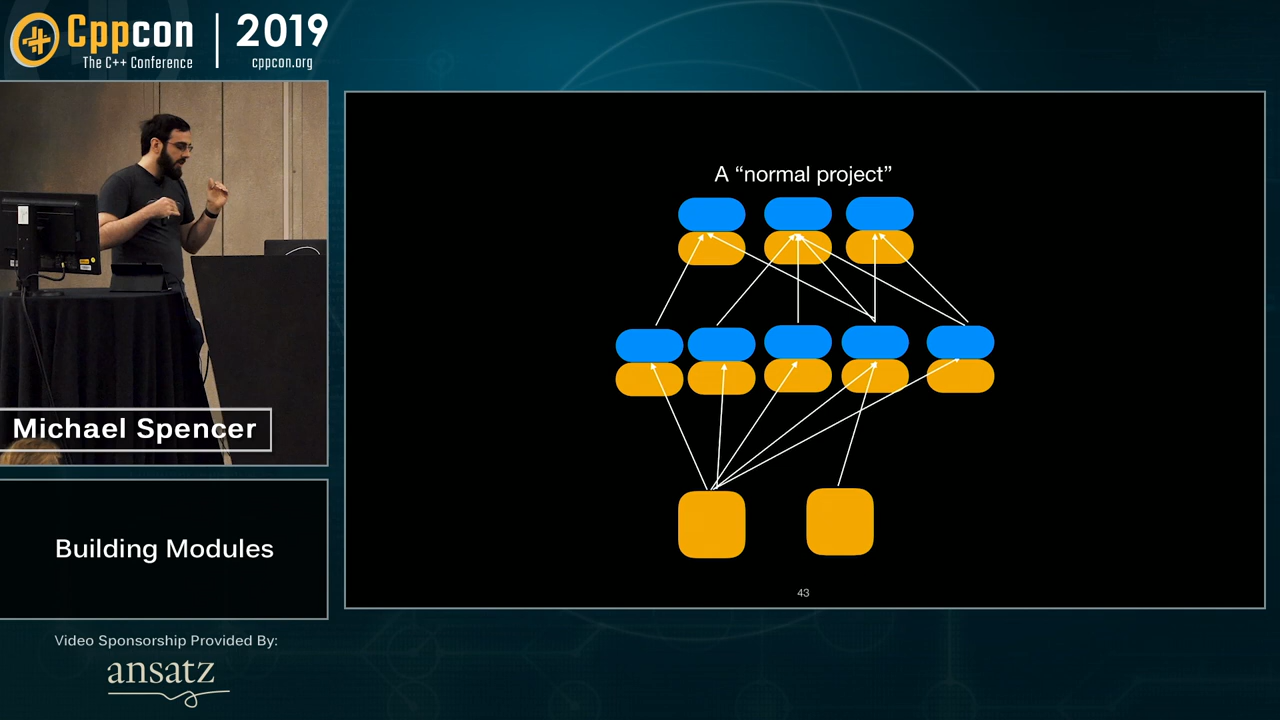 Cppcon
The C++ Conference
2019
cppcon.org
A “normal project”
Michael Spencer
Building Modules
43
Video Sponsorship Provided By:
ansatz